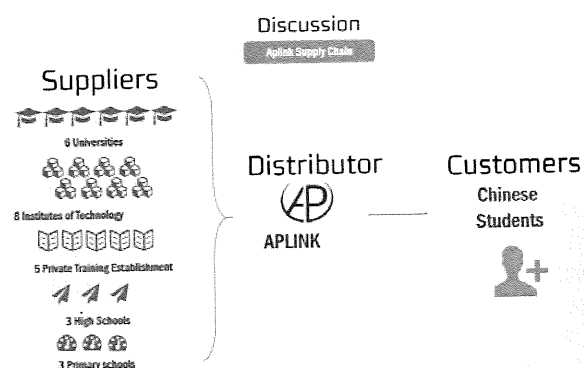 Discussion
Aplink Supply Chain
Suppliers
6 Universities
8 Institutes of Technology
5 Private Training Establishment
3 High Schools
3 Primary schools
Distributor
AP
APLINK
Customers
Chinese
Students